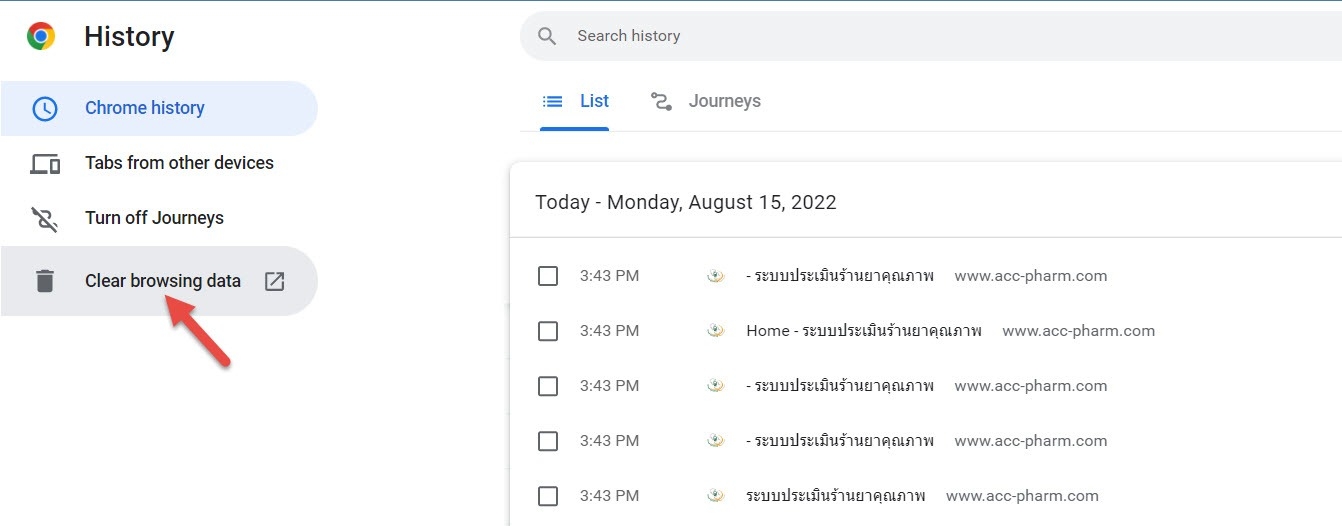 History
Search history
Chrome history
Tabs from other devices
Turn off Journeys
Clear browsing data
List Journeys
Today - Monday, August 15, 2022
3:43 PM - ระบบประเมินร้านยาคุณภาพ www.acc-pharm.com
3:43 PM Home - ระบบประเมินร้านยาคุณภาพ www.acc-pharm.com
3:43 PM - ระบบประเมินร้านยาคุณภาพ www.acc-pharm.com
3:43 PM - ระบบประเมินร้านยาคุณภาพ www.acc-pharm.com
3:43 PM ระบบประเมินร้านยาคุณภาพ www.acc-pharm.com